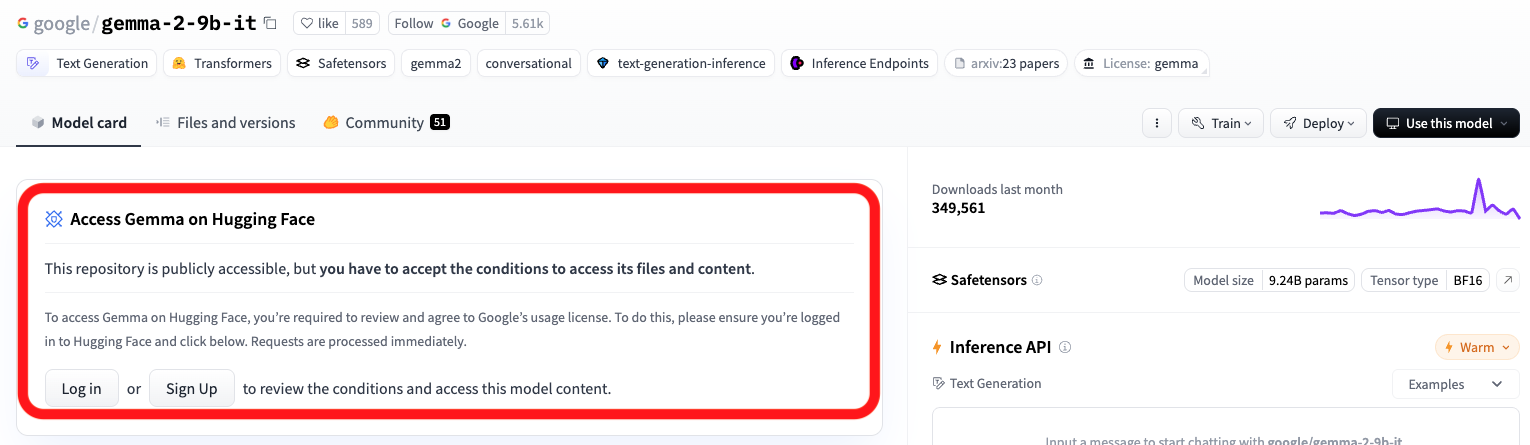 google/gemma-2-9b-it like 589 Follow Google 5.61k
Text Generation Transformers Safetensors gemma2 conversational text-generation-inference Inference Endpoints arxiv:23 papers License: gemma
Model card Files and versions Community 51 Train Deploy Use this model
Access Gemma on Hugging Face
This repository is publicly accessible, but you have to accept the conditions to access its files and content.
To access Gemma on Hugging Face, you're required to review and agree to Google's usage license. To do this, please ensure you're logged
in to Hugging Face and click below. Requests are processed immediately.
Log in or Sign Up to review the conditions and access this model content.
Downloads last month
349,561
Safetensors Model size 9.24B params Tensor type BF16
Inference API Warm
Text Generation Examples
Input a message to start chatting with google/gemma-2-9b-it.